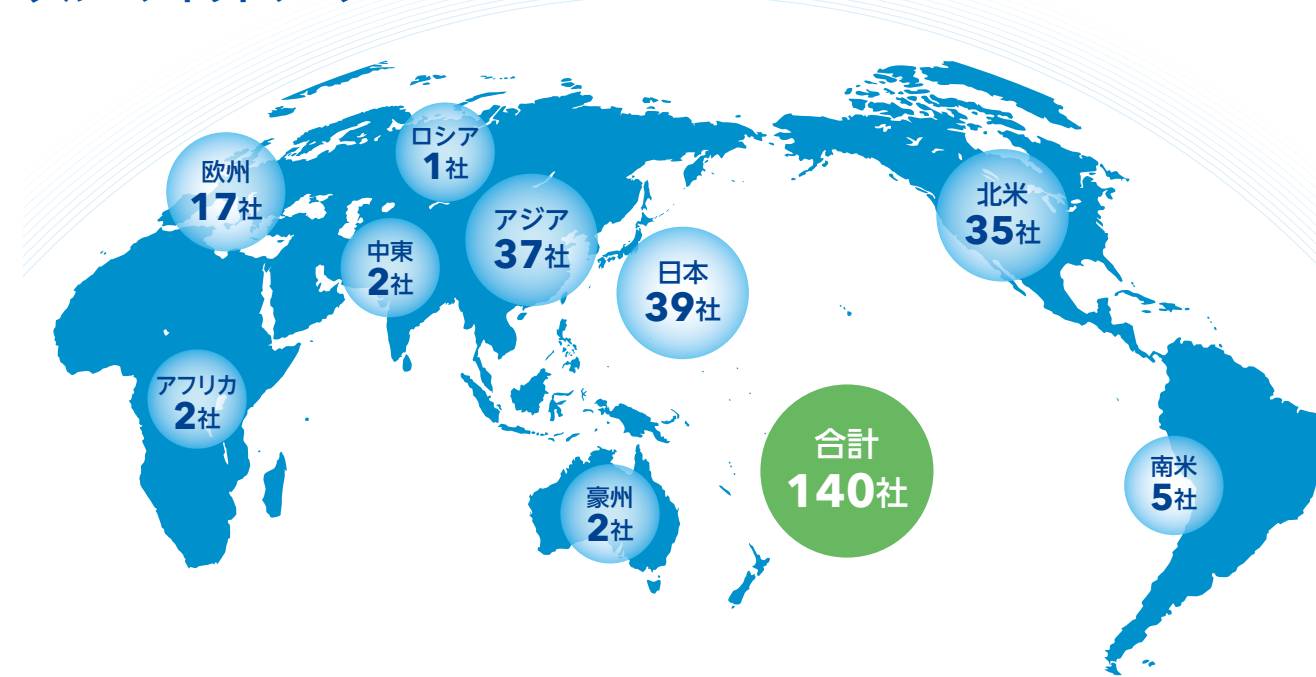 ロシア
1社
欧州
17社
アジア
37社
中東
2社
日本
39社
北米
35社
アフリカ
2社
合計
140社
豪州
2社
南米
5社